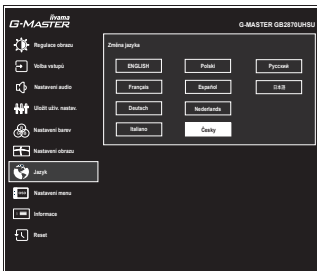 iiyama
G-MASTER
G-MASTER GB2870UHSU
Regulace obrazu
Volba vstupů
Nastavení audio
Uložit uživ. nastav.
Nastavení barev
Nastavení obrazu
Jazyk
Nastavení menu
Informace
Reset
Změna jazyka
ENGLISH
Polski
Русский
Français
Español
日本語
Deutsch
Nederlands
Italiano
Česky